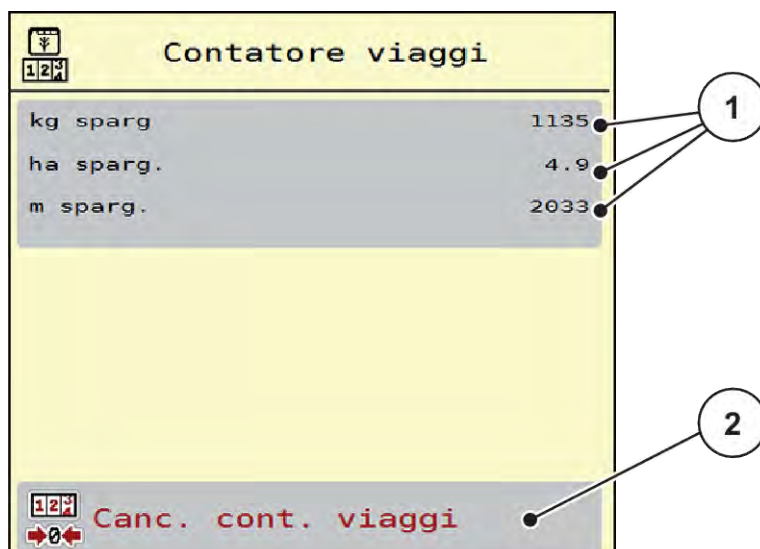 Contatore viaggi
kg sparg 1135
ha sparg. 4.9
m sparg. 2033
Canc. cont. viaggi
1
2